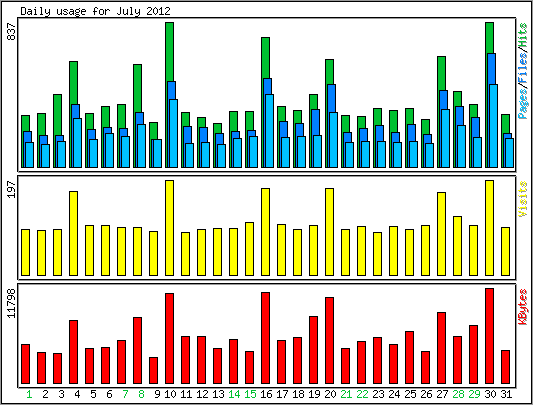 Daily usage for July 2012
837
Pages/Files/Hits
197
Visits
11798
KBytes
1 2 3 4 5 6 7 8 9 10 11 12 13 14 15 16 17 18 19 20 21 22 23 24 25 26 27 28 29 30 31